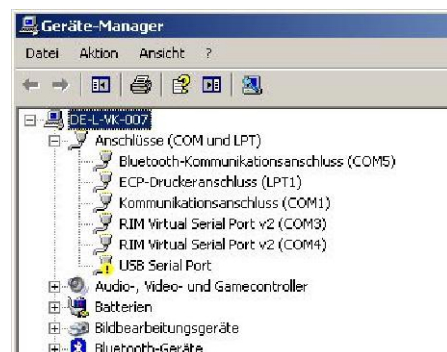 Geräte-Manager
Datei Aktion Ansicht ?
DE-L-VK-007
Anschlüsse (COM und LPT)
Bluetooth-Kommunikationsanschluss (COM5)
ECP-Druckeranschluss (LPT1)
Kommunikationsanschluss (COM1)
RIM Virtual Serial Port v2 (COM3)
RIM Virtual Serial Port v2 (COM4)
USB Serial Port
Audio-, Video- und Gamecontroller
Batterien
Bildbearbeitungsgeräte
Bluetooth-Geräte